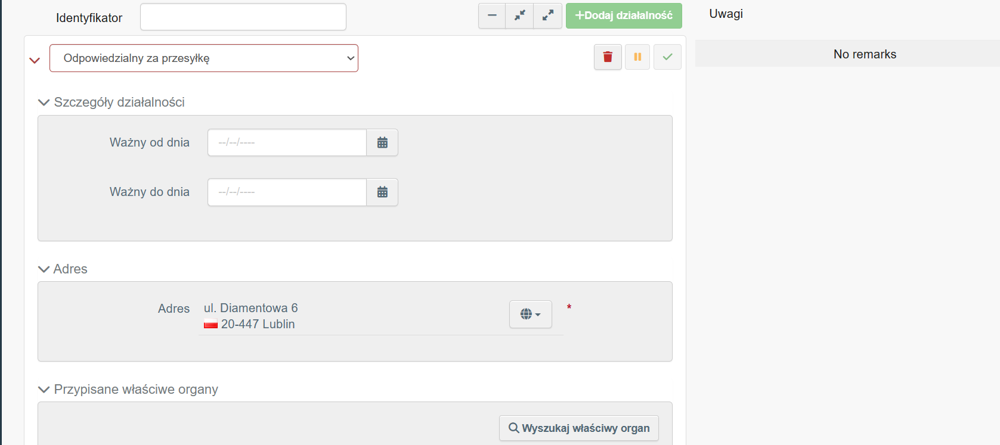 Identyfikator
Dodaj działalność
Uwagi
No remarks
Odpowiedzialny za przesyłkę
Szczegóły działalności
Ważny od dnia
--/--/----
Ważny do dnia
--/--/----
Adres
Adres
ul. Diamentowa 6
*
20-447 Lublin
Przypisane właściwe organy
Wyszukaj właściwy organ